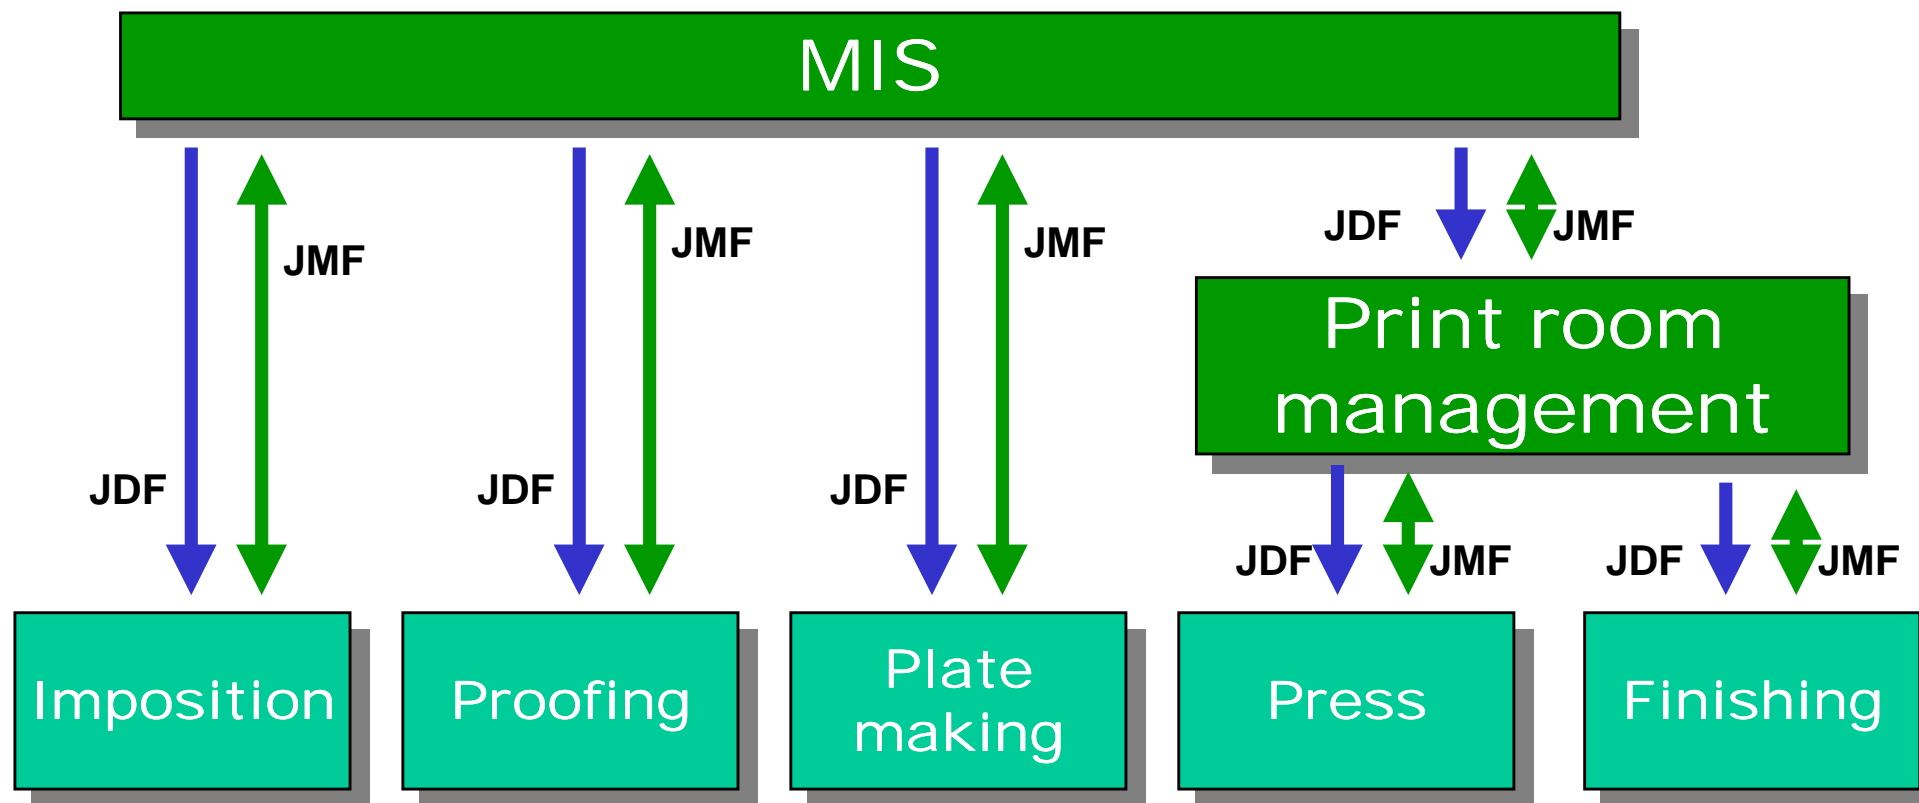 MIS
JMF
JMF
JMF
JDF
JMF
Print room
management
JDF
JDF
JDF
JDF
JMF
JDF
JMF
Imposition
Proofing
Plate
making
Press
Finishing